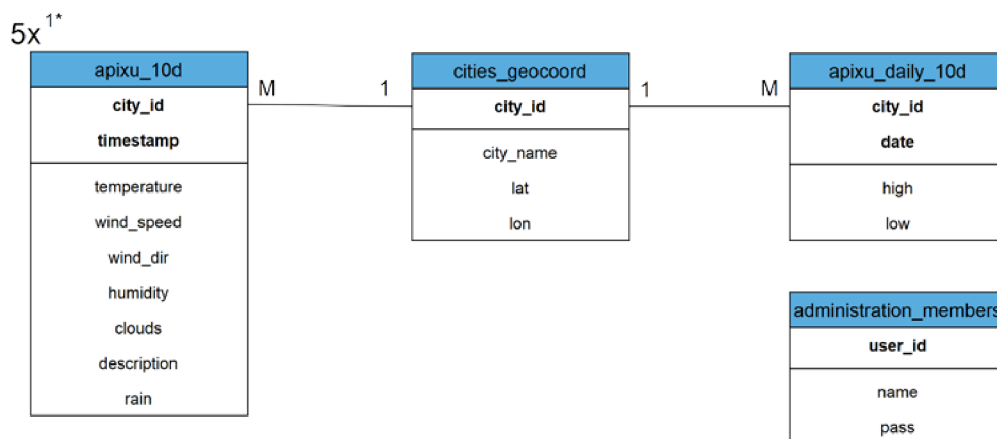 5x 1*
apixu_10d
city_id
timestamp
temperature
wind_speed
wind_dir
humidity
clouds
description
rain
M
1
cities_geocoord
city_id
city_name
lat
lon
1
M
apixu_daily_10d
city_id
date
high
low
administration_members
user_id
name
pass